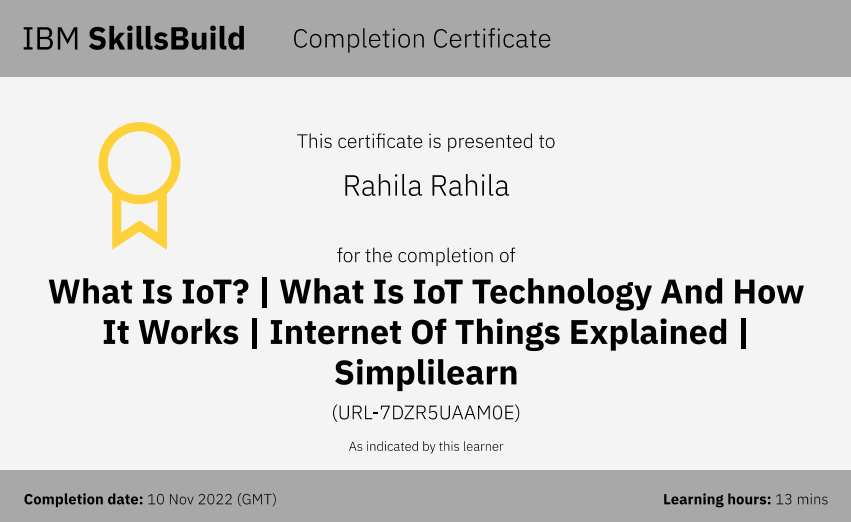 IBM SkillsBuild Completion Certificate
This certificate is presented to
Rahila Rahila
for the completion of
What Is IoT? | What Is IoT Technology And How
It Works | Internet Of Things Explained |
Simplilearn
(URL-7DZR5UAAM0E)
As indicated by this learner
Completion date: 10 Nov 2022 (GMT) Learning hours: 13 mins